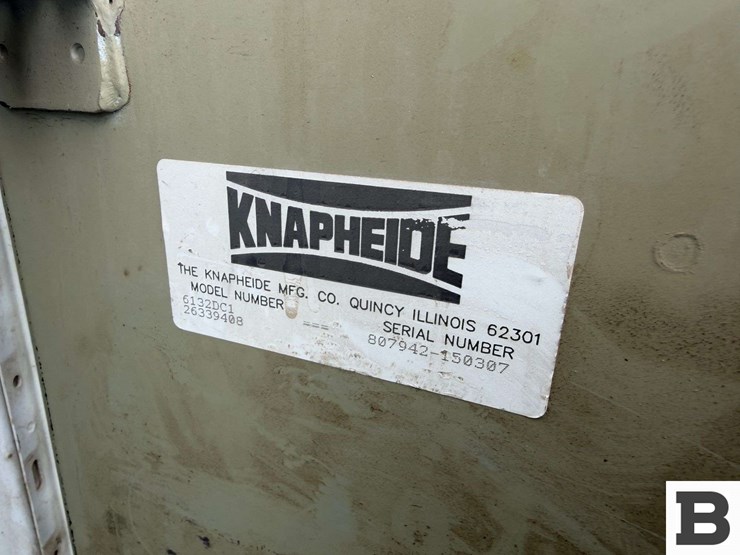 KNAPHEIDE
THE KNAPHEIDE MFG. CO. QUINCY ILLINOIS 62301
MODEL NUMBER SERIAL NUMBER
6132DC1 === 807942-150307
26339408
B